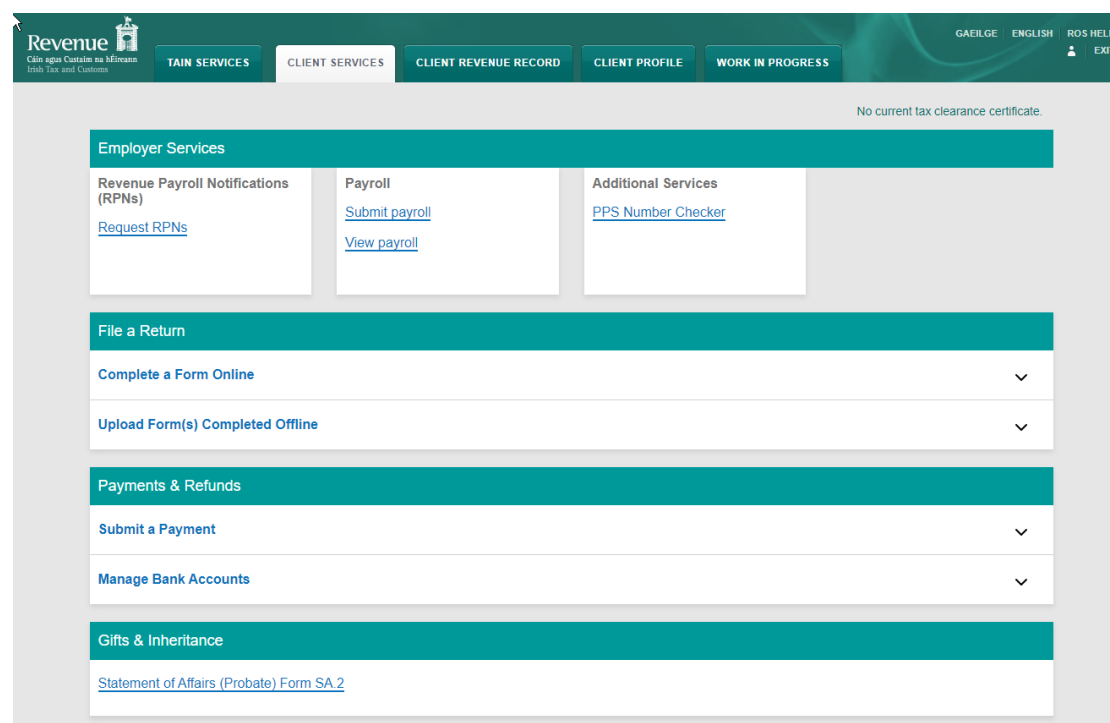 Revenue
Cáin agus Custaim na hÉireann
Irish Tax and Customs
TAIN SERVICES
CLIENT SERVICES
CLIENT REVENUE RECORD
CLIENT PROFILE
WORK IN PROGRESS
GAEILGE ENGLISH ROS HELP
EXIT
No current tax clearance certificate.
Employer Services
Revenue Payroll Notifications
(RPNs)
Request RPNs
Payroll
Submit payroll
View payroll
Additional Services
PPS Number Checker
File a Return
Complete a Form Online
Upload Form(s) Completed Offline
Payments & Refunds
Submit a Payment
Manage Bank Accounts
Gifts & Inheritance
Statement of Affairs (Probate) Form SA.2